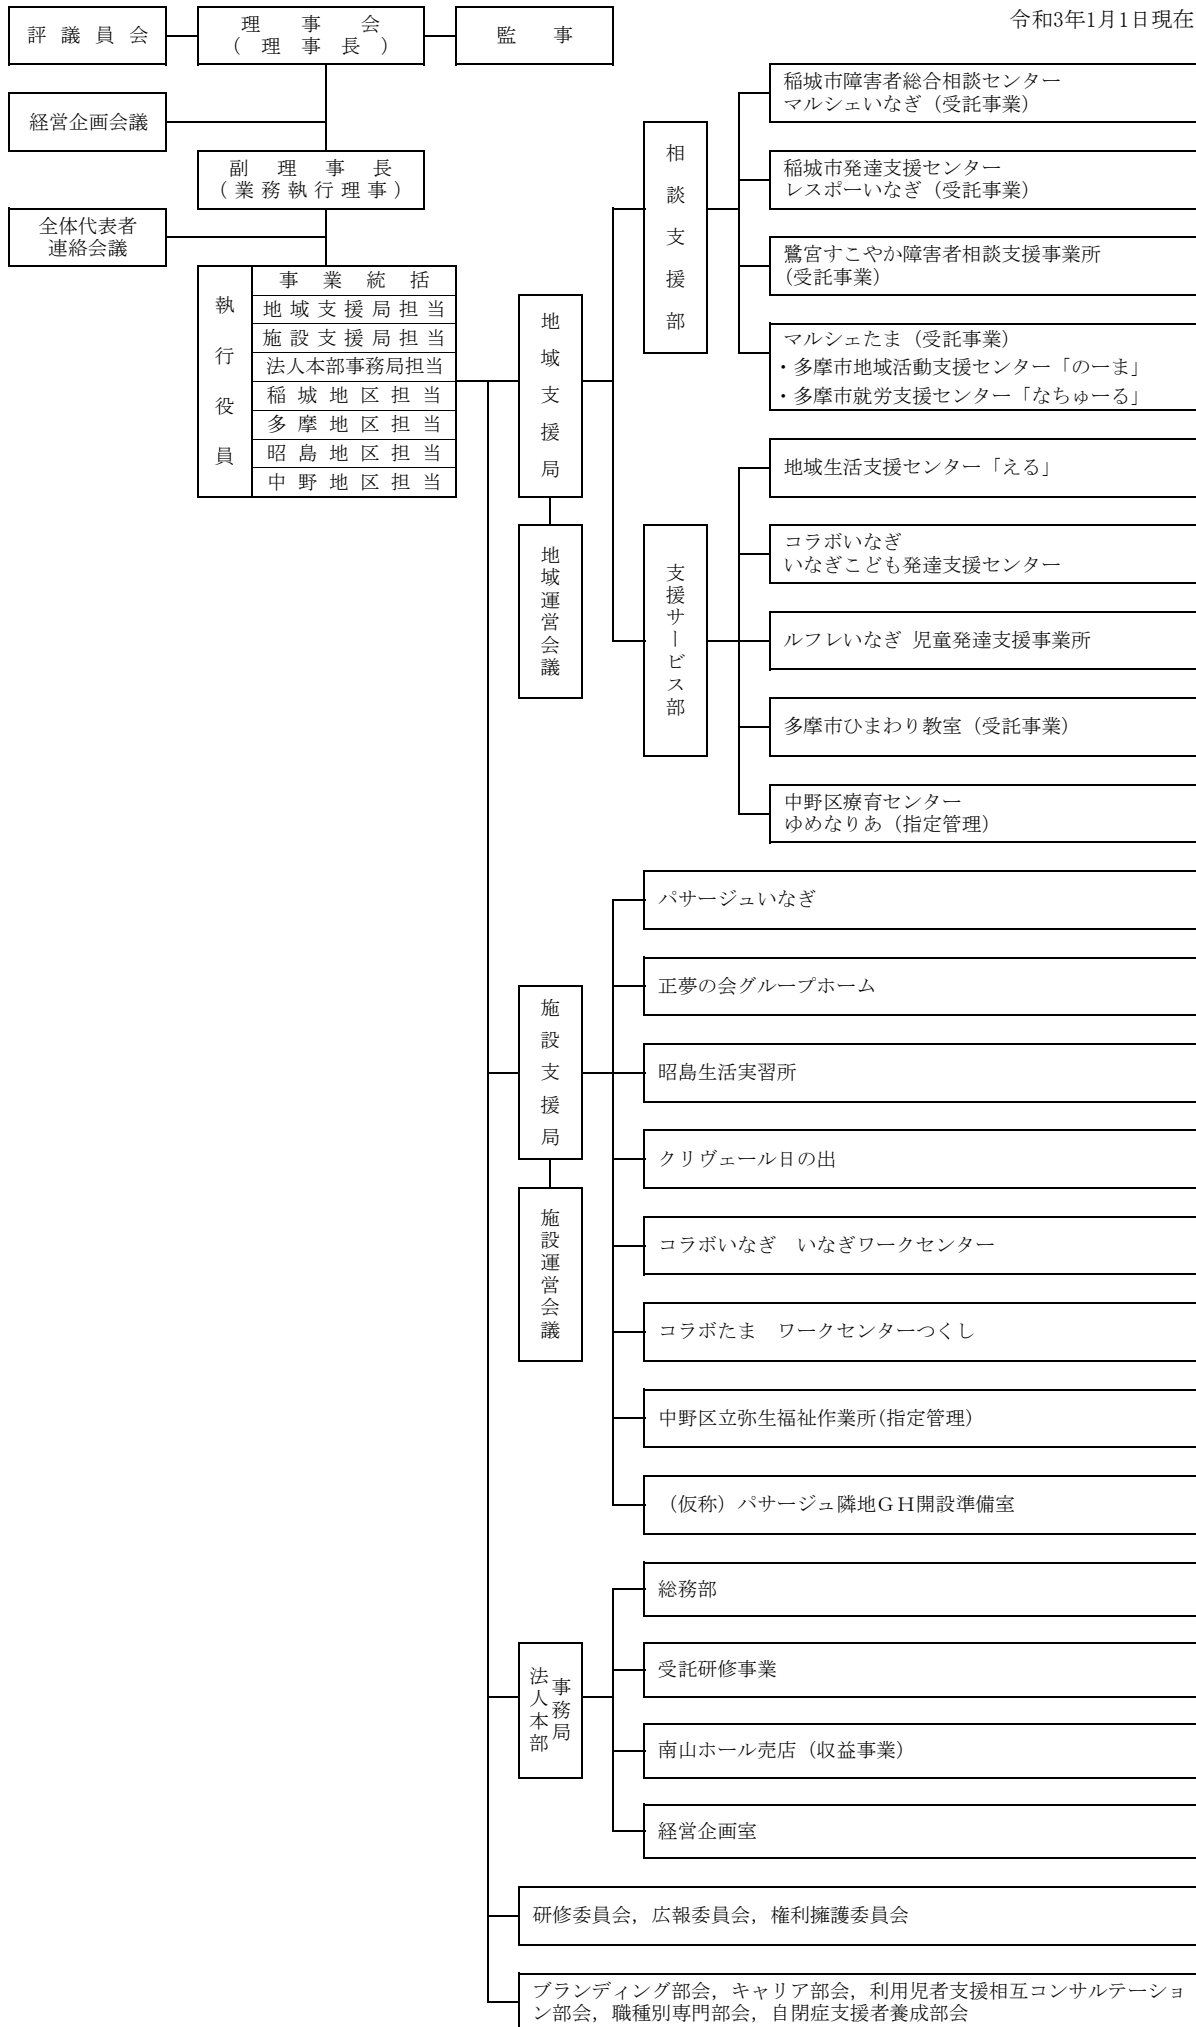 令和3年1月1日現在
評議員会
理事会
(理事長)
監事
経営企画会議
副理事長
(業務執行理事)
全体代表者
連絡会議
執行役員
事業統括
地域支援局担当
施設支援局担当
法人本部事務局担当
稲城地区担当
多摩地区担当
昭島地区担当
中野地区担当
地域支援局
地域運営会議
相談支援部
稲城市障害者総合相談センター
マルシェいなぎ（受託事業）
稲城市発達支援センター
レスポーいなぎ（受託事業）
鷺宮すこやか障害者相談支援事業所
(受託事業）
マルシェたま（受託事業）
・多摩市地域活動支援センター「のーま」
・多摩市就労支援センター「なちゅーる」
支援サービス部
地域生活支援センター「える」
コラボいなぎ
いなぎこども発達支援センター
ルフレいなぎ 児童発達支援事業所
多摩市ひまわり教室（受託事業）
中野区療育センター
ゆめなりあ（指定管理）
施設支援局
施設運営会議
パサージュいなぎ
正夢の会グループホーム
昭島生活実習所
クリヴェール日の出
コラボいなぎ　いなぎワークセンター
コラボたま　ワークセンターつくし
中野区立弥生福祉作業所(指定管理）
（仮称）パサージュ隣地ＧＨ開設準備室
法人本部
事務局
総務部
受託研修事業
南山ホール売店（収益事業）
経営企画室
研修委員会，広報委員会，権利擁護委員会
ブランディング部会，キャリア部会，利用児者支援相互コンサルテーショ
ン部会，職種別専門部会，自閉症支援者養成部会